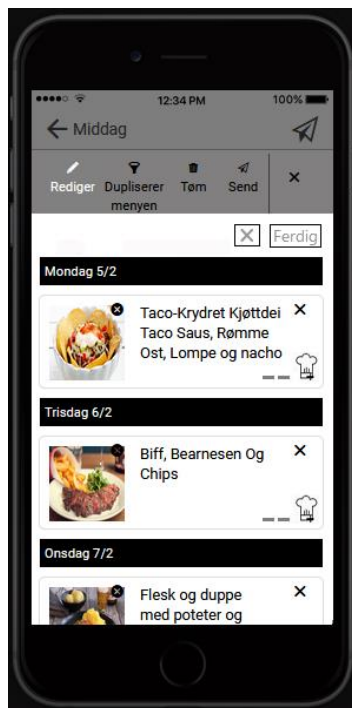 12:34 PM
100%
Middag
Rediger
Dupliserer
menyen
Tøm
Send
Ferdig
Mondag 5/2
Taco-Krydret Kjøttdei
Taco Saus, Rømme
Ost, Lompe og nacho
Trisdag 6/2
Biff, Bearnesen Og
Chips
Onsdag 7/2
Flesk og duppe
med poteter og